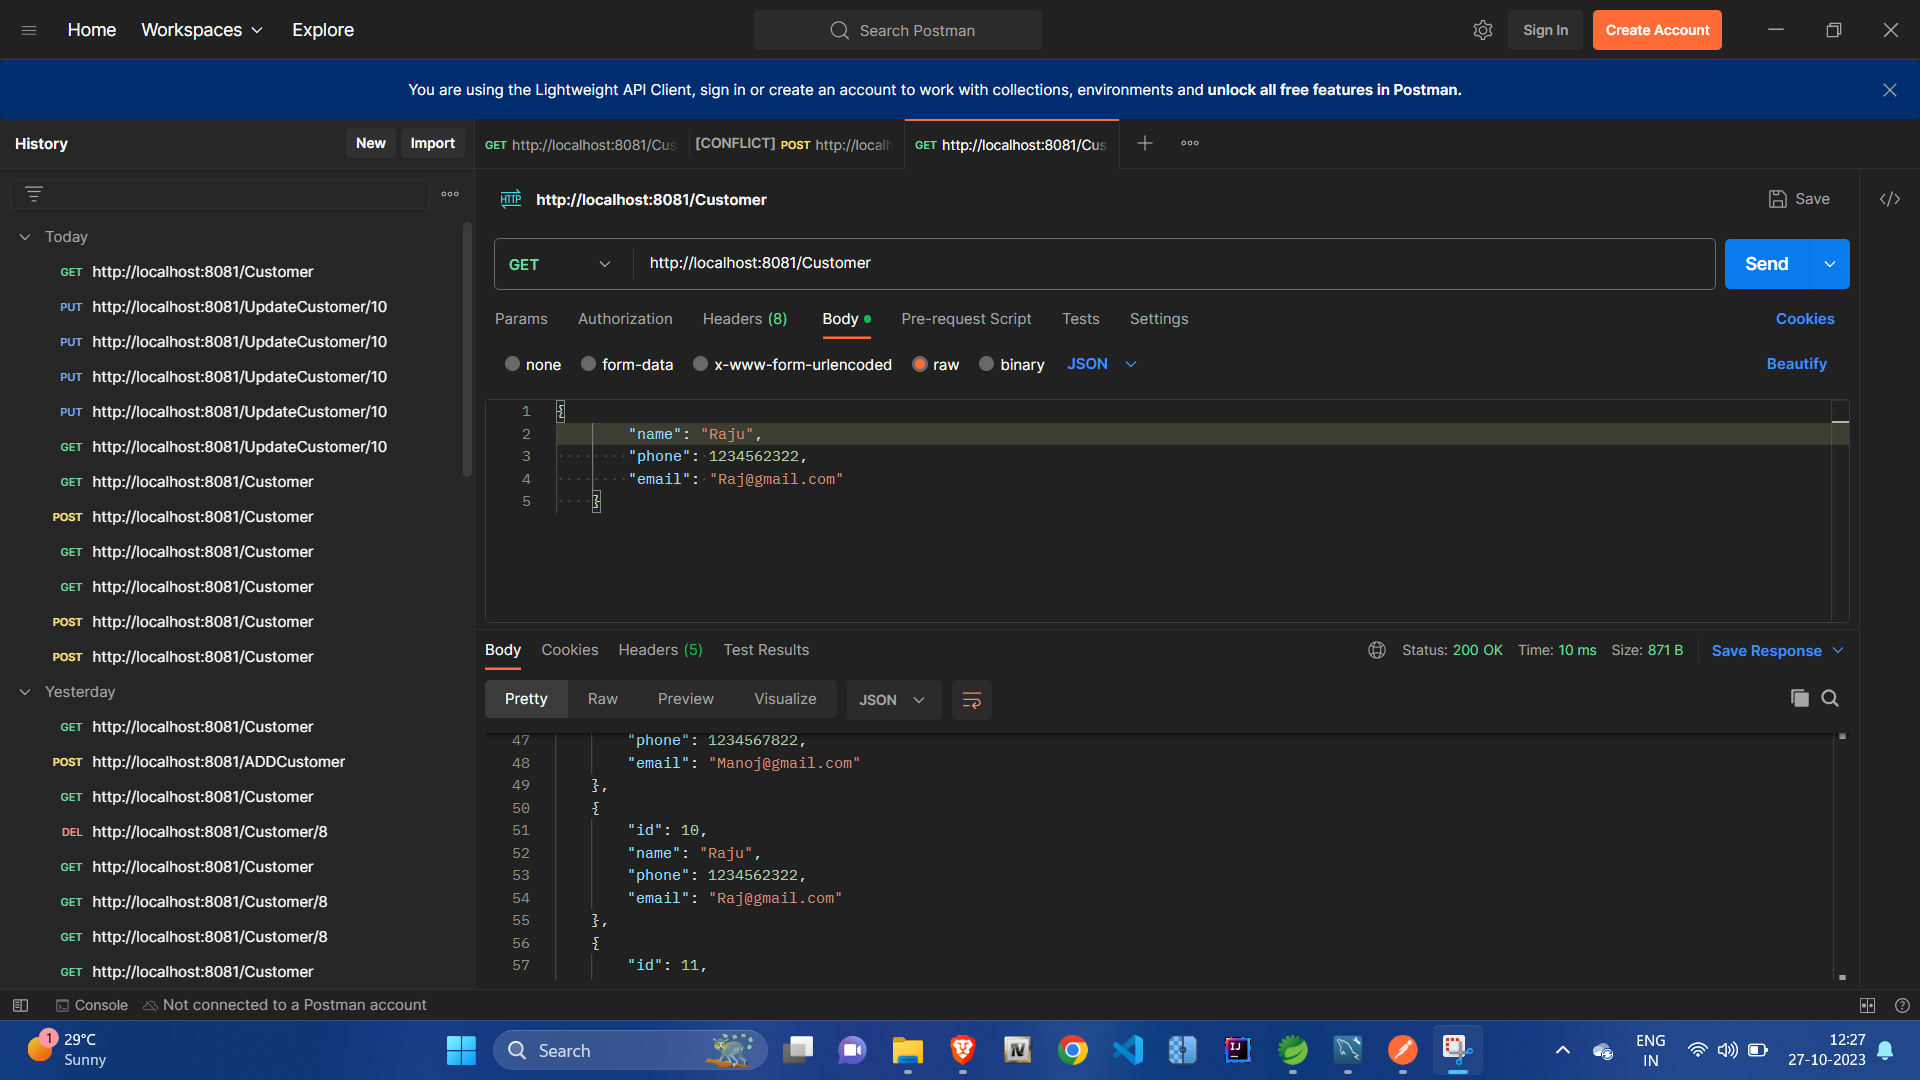 Home
Workspaces
Explore
Search Postman
Sign In
Create Account
You are using the Lightweight API Client, sign in or create an account to work with collections, environments and unlock all free features in Postman.
History
New
Import
Today
GET http://localhost:8081/Customer
PUT http://localhost:8081/UpdateCustomer/10
PUT http://localhost:8081/UpdateCustomer/10
PUT http://localhost:8081/UpdateCustomer/10
PUT http://localhost:8081/UpdateCustomer/10
GET http://localhost:8081/UpdateCustomer/10
GET http://localhost:8081/Customer
POST http://localhost:8081/Customer
GET http://localhost:8081/Customer
GET http://localhost:8081/Customer
POST http://localhost:8081/Customer
POST http://localhost:8081/Customer
Yesterday
GET http://localhost:8081/Customer
POST http://localhost:8081/ADDCustomer
GET http://localhost:8081/Customer
DEL http://localhost:8081/Customer/8
GET http://localhost:8081/Customer
GET http://localhost:8081/Customer/8
GET http://localhost:8081/Customer/8
GET http://localhost:8081/Customer
GET http://localhost:8081/Cus
[CONFLICT] POST http://localh
GET http://localhost:8081/Cus
HTTP http://localhost:8081/Customer
Save
</>
GET http://localhost:8081/Customer
Send
Params Authorization Headers (8) Body Pre-request Script Tests Settings
Cookies
none form-data x-www-form-urlencoded raw binary JSON
Beautify
1 {
2 "name": "Raju",
3 "phone": 1234562322,
4 "email": "Raj@gmail.com"
5 }
Body Cookies Headers (5) Test Results
Status: 200 OK Time: 10 ms Size: 871 B
Save Response
Pretty Raw Preview Visualize JSON
47 "phone": 1234567822,
48 "email": "Manoj@gmail.com"
49 },
50 {
51 "id": 10,
52 "name": "Raju",
53 "phone": 1234562322,
54 "email": "Raj@gmail.com"
55 },
56 {
57 "id": 11,
Console
Not connected to a Postman account
1
29°C
Sunny
Search
IJ
ENG
IN
12:27
27-10-2023